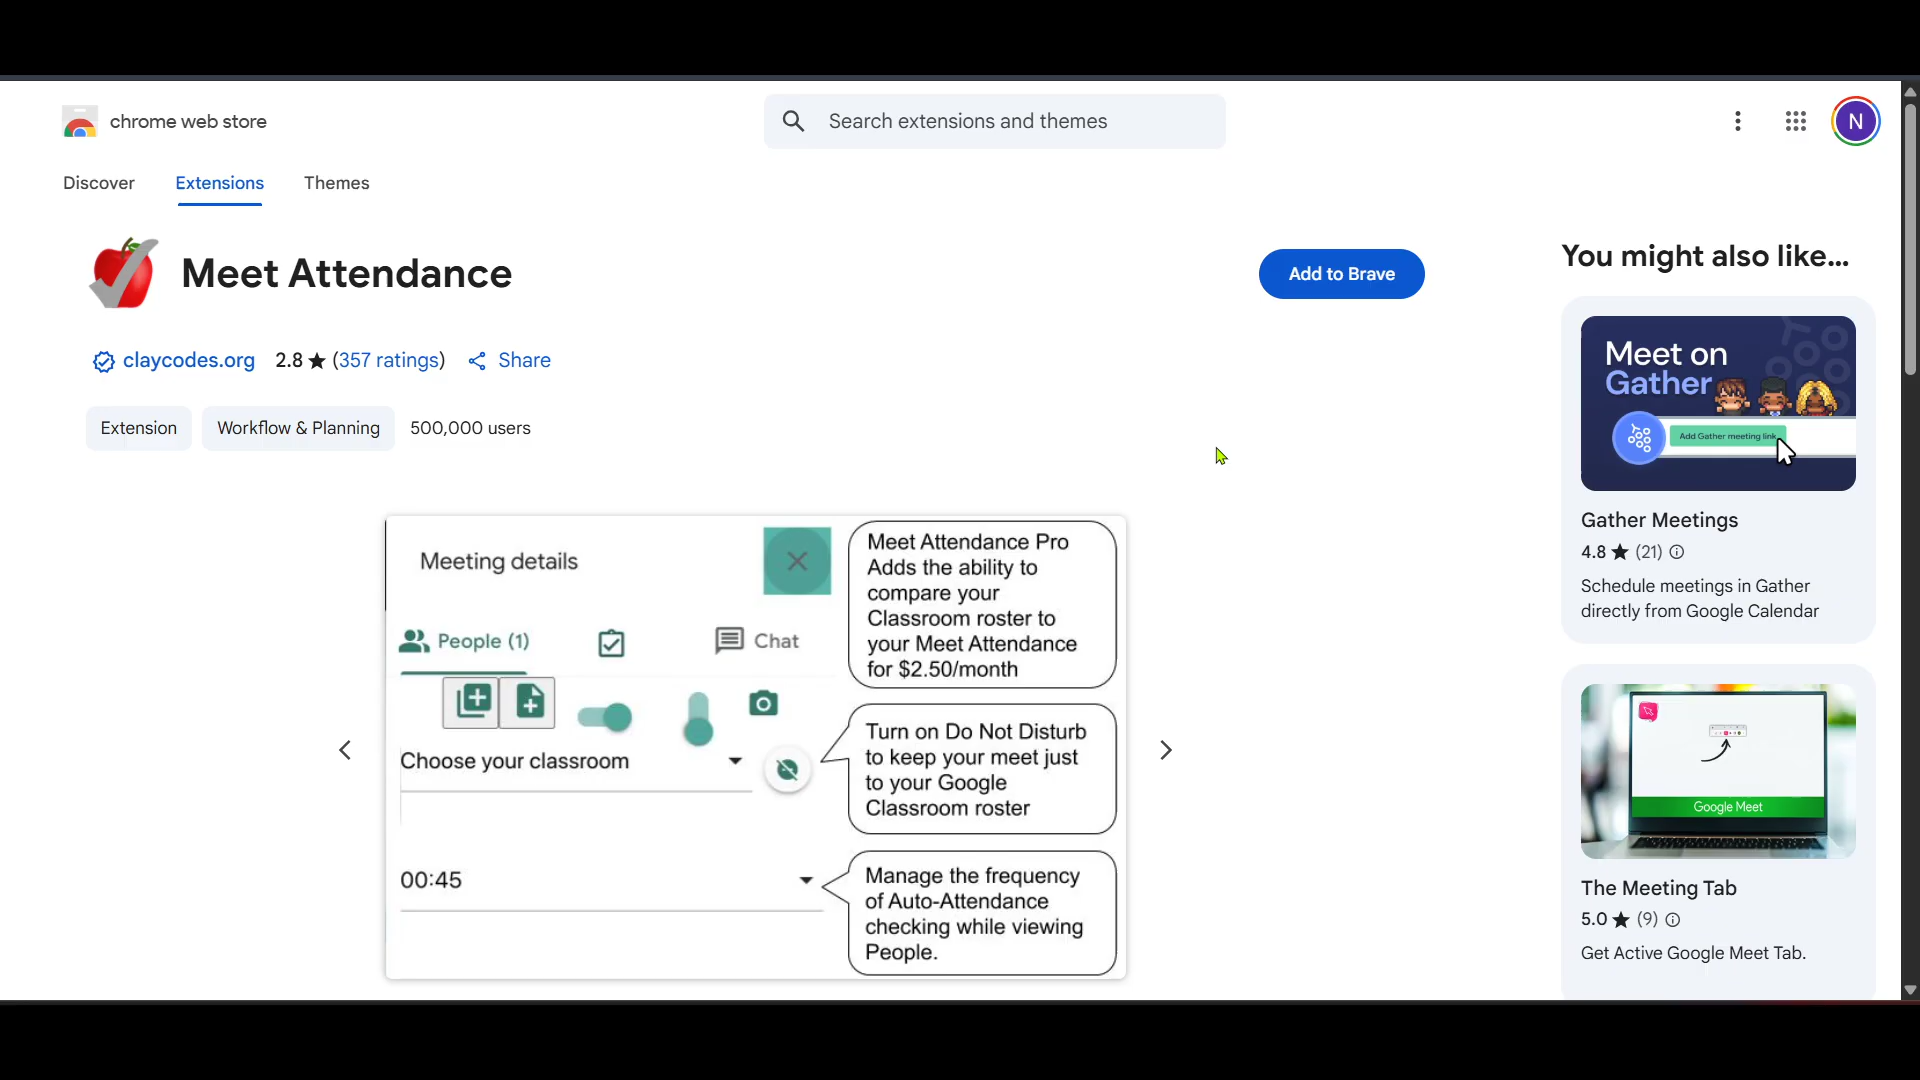 chrome web store
Search extensions and themes
N
Discover
Extensions
Themes
Meet Attendance
Add to Brave
claycodes.org 2.8 ★ (357 ratings) Share
Extension
Workflow & Planning
500,000 users
Meeting details
People (1)
Chat
Choose your classroom
00:45
Meet Attendance Pro
Adds the ability to
compare your
Classroom roster to
your Meet Attendance
for $2.50/month
Turn on Do Not Disturb
to keep your meet just
to your Google
Classroom roster
Manage the frequency
of Auto-Attendance
checking while viewing
People.
You might also like...
Meet on
Gather
Add Gather meeting link
Gather Meetings
4.8 ★ (21)
Schedule meetings in Gather
directly from Google Calendar
Google Meet
The Meeting Tab
5.0 ★ (9)
Get Active Google Meet Tab.